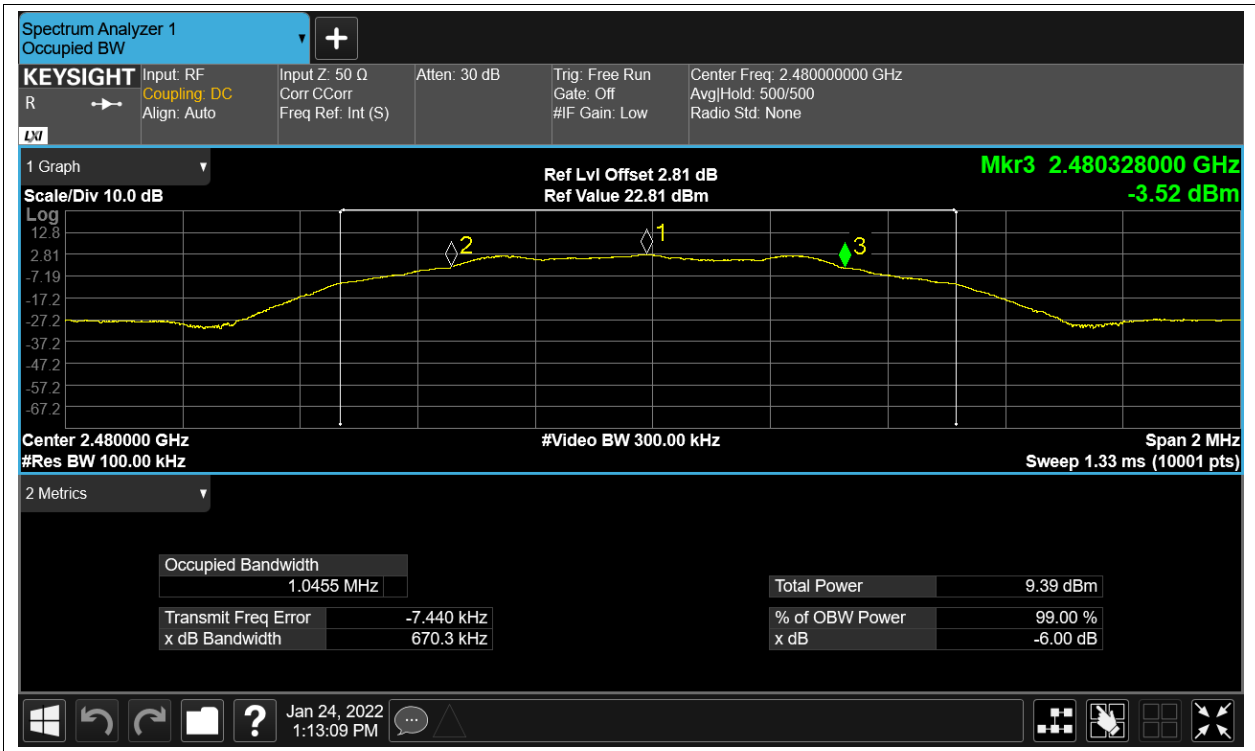 Spectrum Analyzer 1
Occupied BW
KEYSIGHT
R
LXI
Input: RF
Coupling: DC
Align: Auto
Input Z: 50 Ω
Corr CCorr
Freq Ref: Int (S)
Atten: 30 dB
Trig: Free Run
Gate: Off
#IF Gain: Low
Center Freq: 2.480000000 GHz
Avg|Hold: 500/500
Radio Std: None
1 Graph
Scale/Div 10.0 dB
Ref Lvl Offset 2.81 dB
Ref Value 22.81 dBm
Mkr3 2.480328000 GHz
-3.52 dBm
Log
12.8
2.81
-7.19
-17.2
-27.2
-37.2
-47.2
-57.2
-67.2
2
1
3
Center 2.480000 GHz
#Res BW 100.00 kHz
#Video BW 300.00 kHz
Span 2 MHz
Sweep 1.33 ms (10001 pts)
2 Metrics
Occupied Bandwidth
1.0455 MHz
Transmit Freq Error -7.440 kHz
x dB Bandwidth 670.3 kHz
Total Power 9.39 dBm
% of OBW Power 99.00 %
x dB -6.00 dB
?
Jan 24, 2022
1:13:09 PM